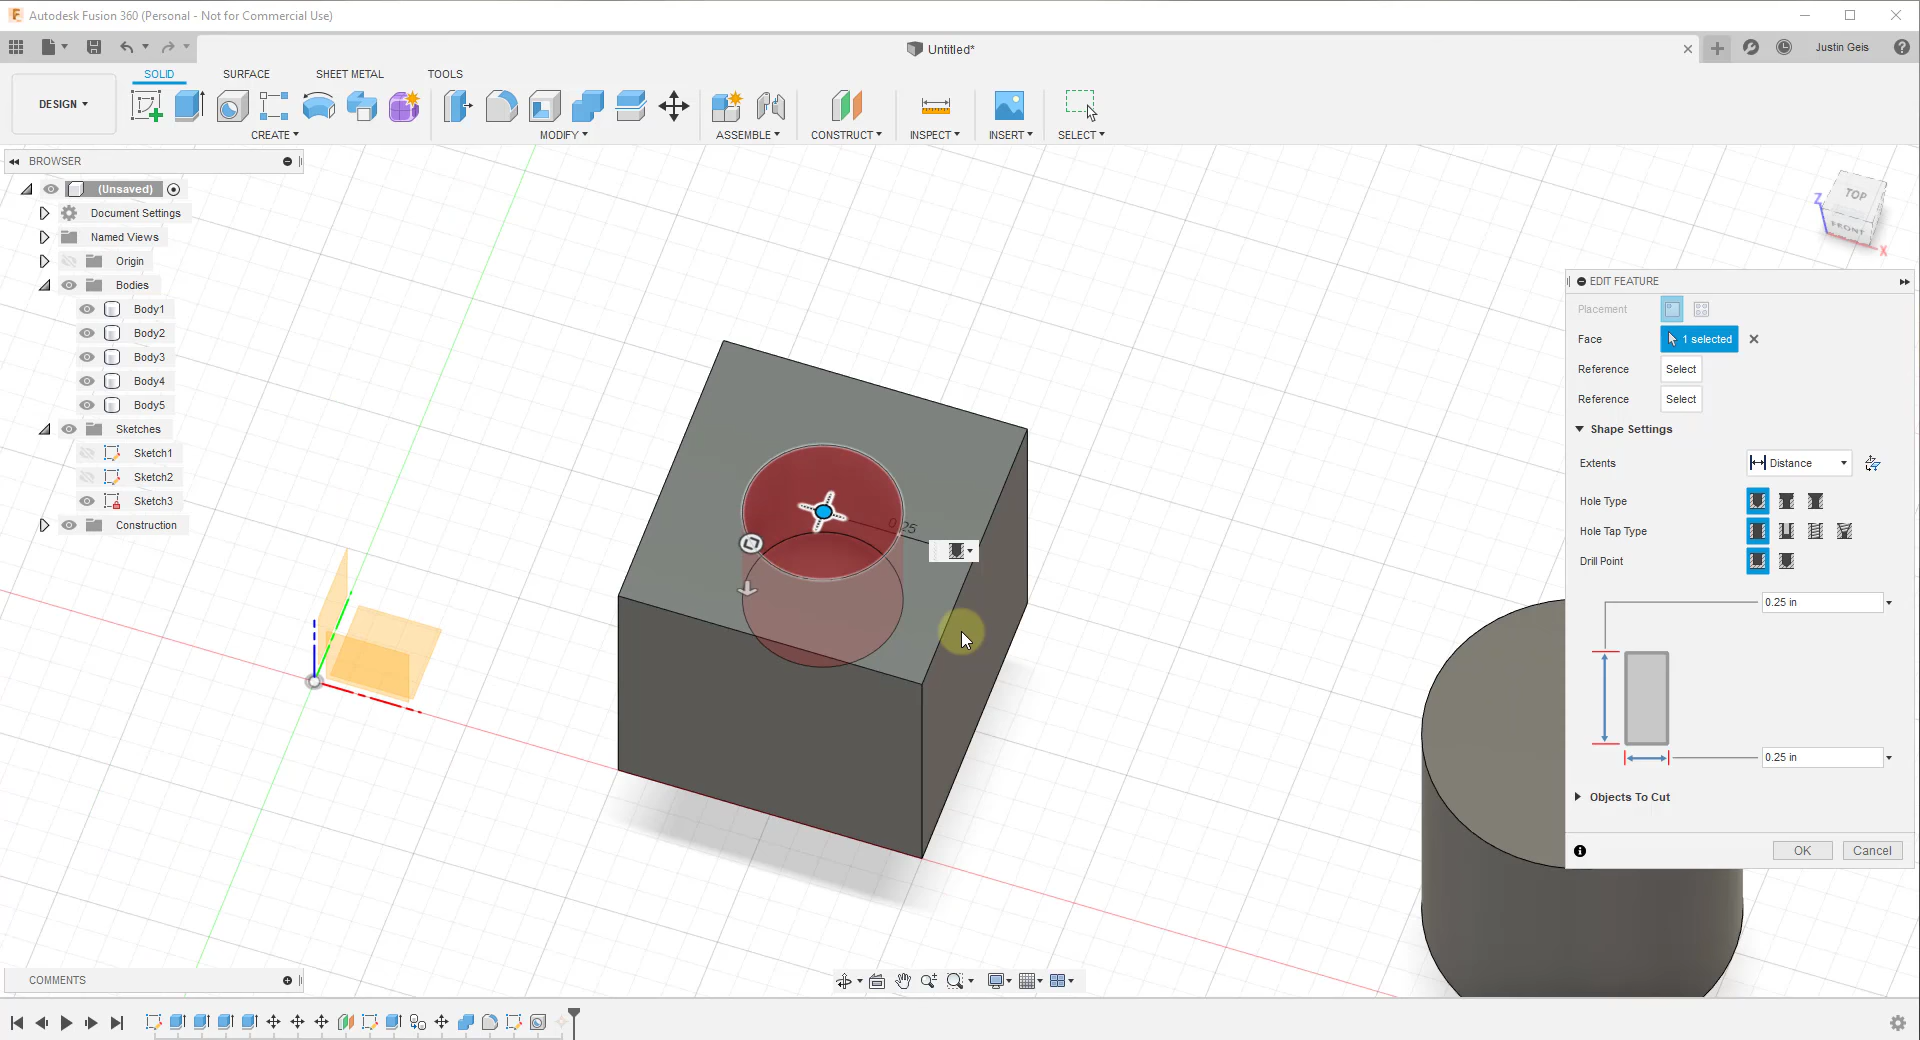 Autodesk Fusion 360 (Personal - Not for Commercial Use)
Untitled*
Justin Geis
DESIGN
SOLID
SURFACE
SHEET METAL
TOOLS
CREATE
MODIFY
ASSEMBLE
CONSTRUCT
INSPECT
INSERT
SELECT
BROWSER
(Unsaved)
Document Settings
Named Views
Origin
Bodies
Body1
Body2
Body3
Body4
Body5
Sketches
Sketch1
Sketch2
Sketch3
Construction
0.25
TOP
FRONT
Z
X
EDIT FEATURE
Placement
Face
1 selected
Reference
Select
Reference
Select
Shape Settings
Extents
Distance
Hole Type
Hole Tap Type
Drill Point
0.25 in
0.25 in
Objects To Cut
OK
Cancel
COMMENTS